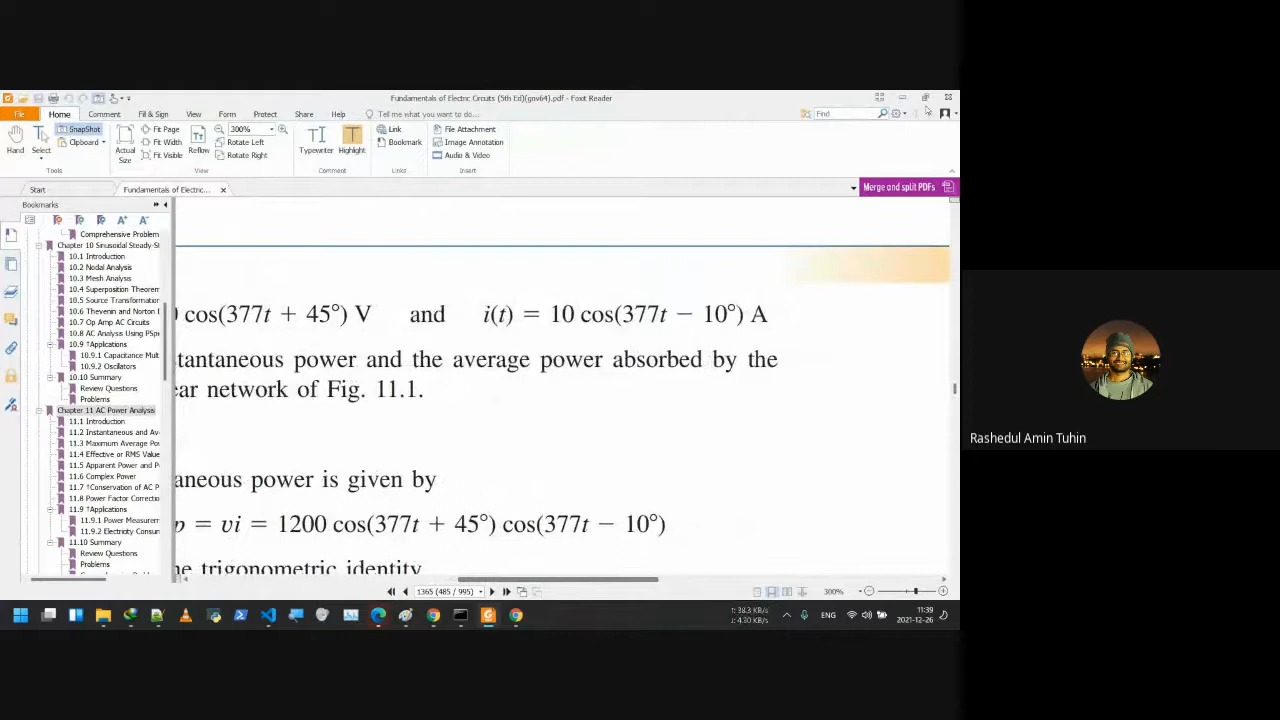 Fundamentals of Electric Circuits (5th Ed)(gnv64).pdf - Foxit Reader
File Home Comment Fill & Sign View Form Protect Share Help Tell me what you want to do... Find
SnapShot Fit Page 300% Link File Attachment
Clipboard Fit Width Rotate Left Bookmark Image Annotation
Hand Select Actual Size Fit Visible Reflow Rotate Right Typewriter Highlight Audio & Video
Tools View Comment Links Insert
Start Fundamentals of Electric... Merge and split PDFs
Bookmarks
Comprehensive Problem
Chapter 10 Sinusoidal Steady-S
10.1 Introduction
10.2 Nodal Analysis
10.3 Mesh Analysis
10.4 Superposition Theorem
10.5 Source Transformation
10.6 Thevenin and Norton E
10.7 Op Amp AC Circuits
10.8 AC Analysis Using PSp
10.9 †Applications
10.9.1 Capacitance Mult
10.9.2 Oscillators
10.10 Summary
Review Questions
Problems
Chapter 11 AC Power Analysis
11.1 Introduction
11.2 Instantaneous and Av
11.3 Maximum Average Po
11.4 Effective or RMS Value
11.5 Apparent Power and P
11.6 Complex Power
11.7 †Conservation of AC P
11.8 Power Factor Correctio
11.9 †Applications
11.9.1 Power Measurem
11.9.2 Electricity Consun
11.10 Summary
Review Questions
Problems
) cos(377t + 45°) V and i(t) = 10 cos(377t − 10°) A
stantaneous power and the average power absorbed by the
ear network of Fig. 11.1.
aneous power is given by
p = vi = 1200 cos(377t + 45°) cos(377t − 10°)
he trigonometric identity
1365 (485 / 995) 300%
38.3 KB/s
4.30 KB/s
ENG
11:39
2021-12-26
Rashedul Amin Tuhin